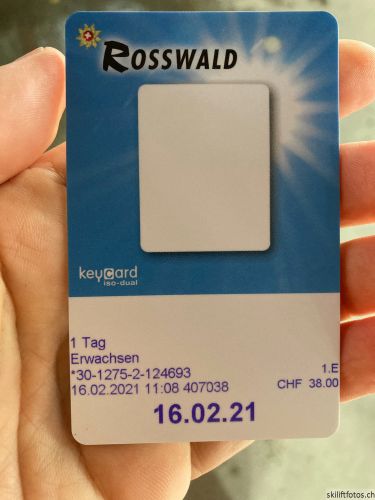 ROSSWALD
keycard
iso-dual
1 Tag
Erwachsen
*30-1275-2-124693 1.E
16.02.2021 11:08 407038 CHF 38.00
16.02.21
skiliftfotos.ch